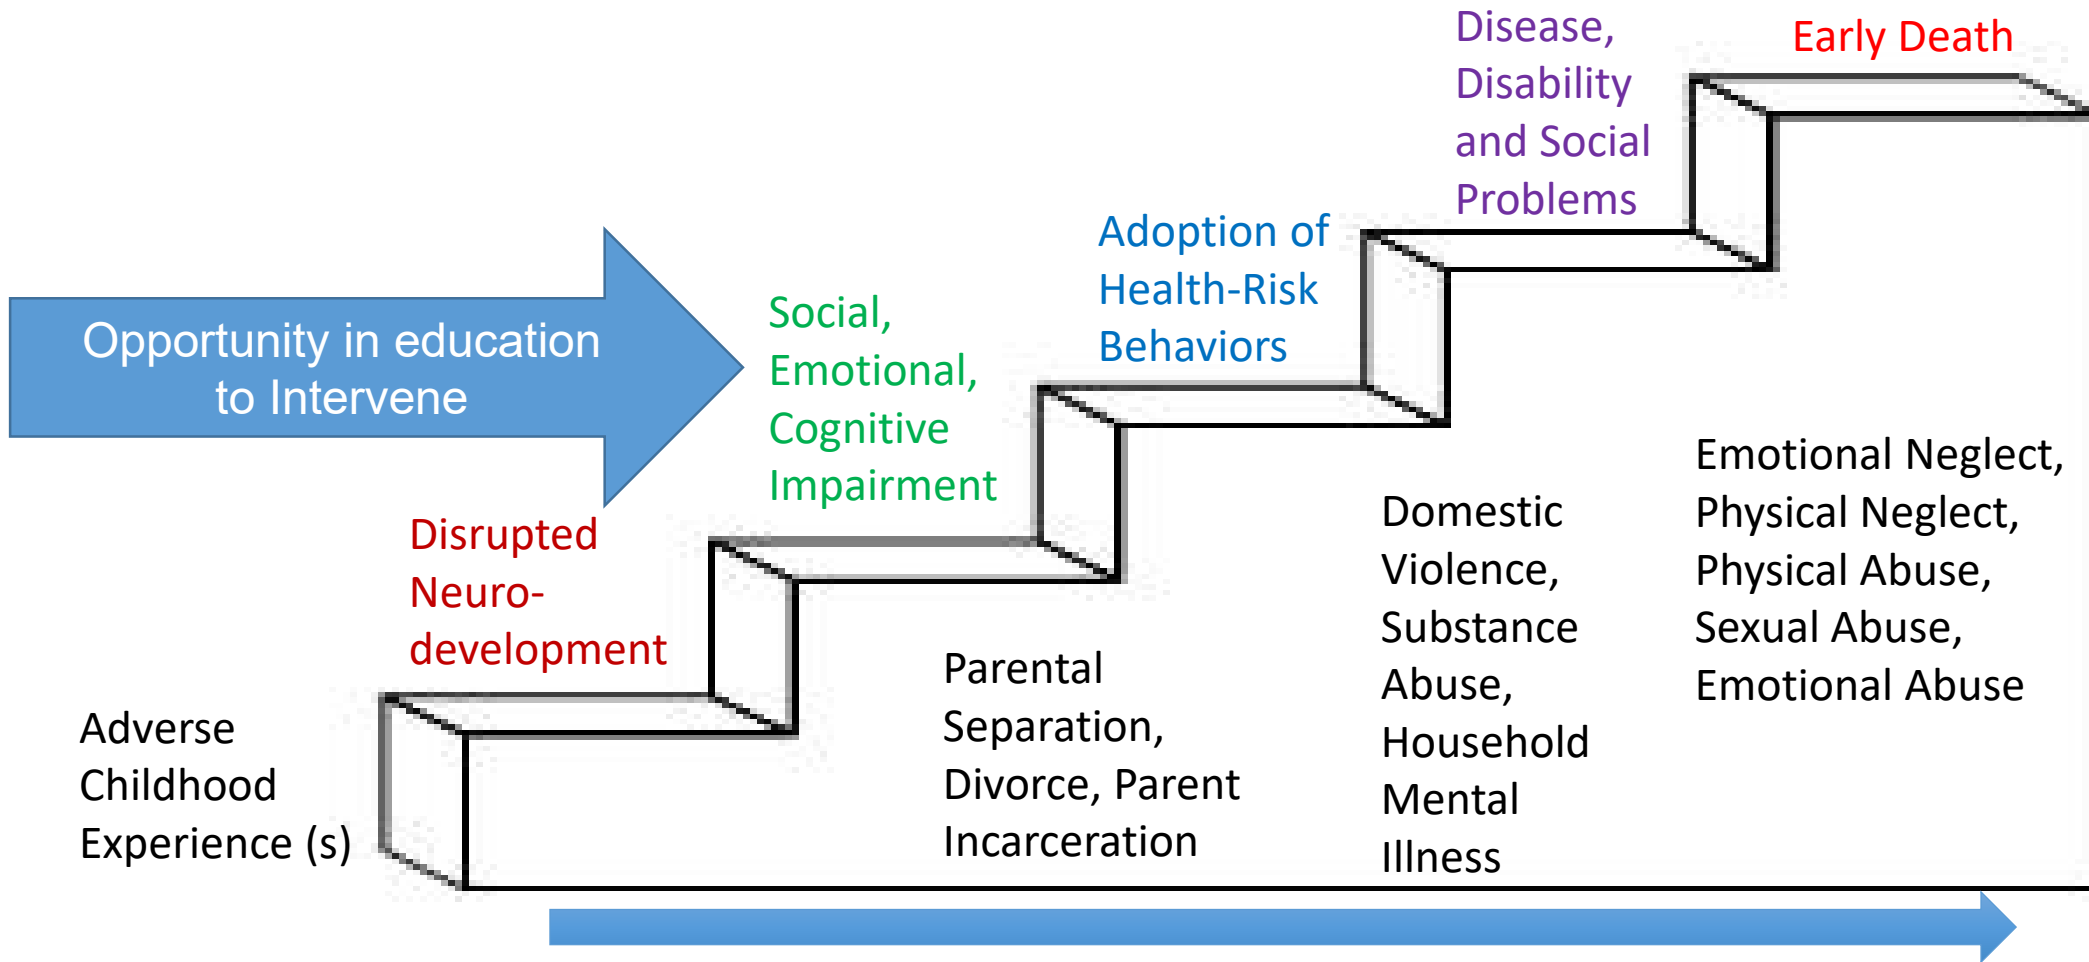 Disease,
Disability
and Social
Problems
Early Death
Adoption of
Health-Risk
Behaviors
Opportunity in education
to Intervene
Social,
Emotional,
Cognitive
Impairment
Disrupted
Neuro-
development
Adverse
Childhood
Experience (s)
Parental
Separation,
Divorce, Parent
Incarceration
Domestic
Violence,
Substance
Abuse,
Household
Mental
Illness
Emotional Neglect,
Physical Neglect,
Physical Abuse,
Sexual Abuse,
Emotional Abuse